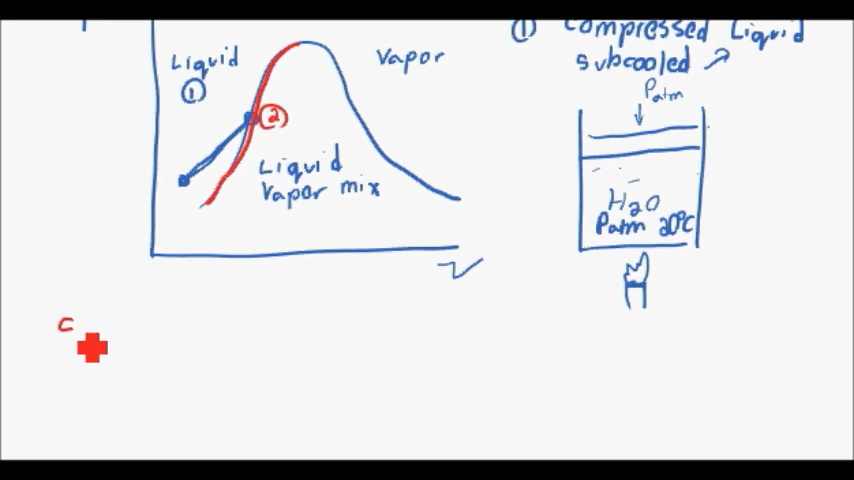 ① Compressed Liquid
subcooled
Liquid
①
Vapor
Patm
②
Liquid
Vapor mix
H2O
Patm 20°C